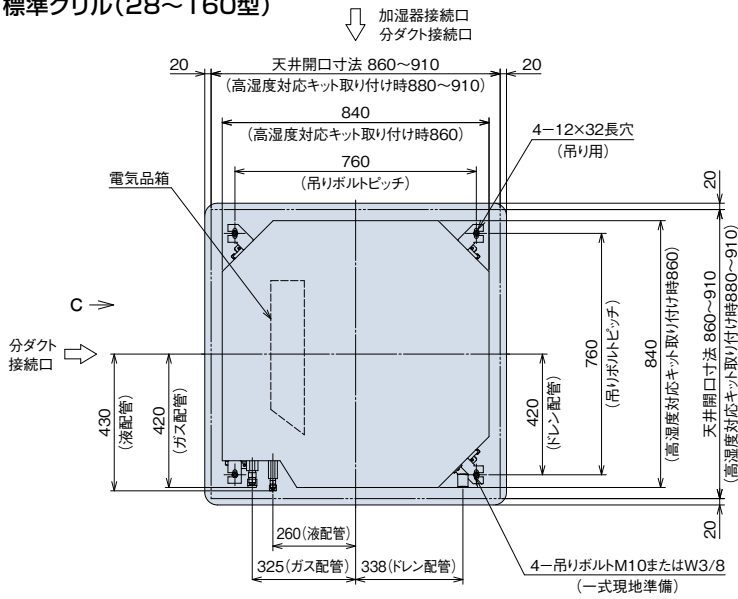 標準グリル(28～160型)
加湿器接続口
分ダクト接続口
20
天井開口寸法 860～910
20
(高湿度対応キット取り付け時880～910)
840
(高湿度対応キット取り付け時860)
4－12×32長穴
(吊り用)
760
(吊りボルトピッチ)
電気品箱
20
C
分ダクト
接続口
430
(液配管)
420
(ガス配管)
420
(ドレン配管)
760
(吊りボルトピッチ)
840
(高湿度対応キット取り付け時860)
天井開口寸法 860～910
(高湿度対応キット取り付け時880～910)
20
260(液配管)
325(ガス配管)
338(ドレン配管)
4－吊りボルトM10またはW3/8
(一式現地準備)